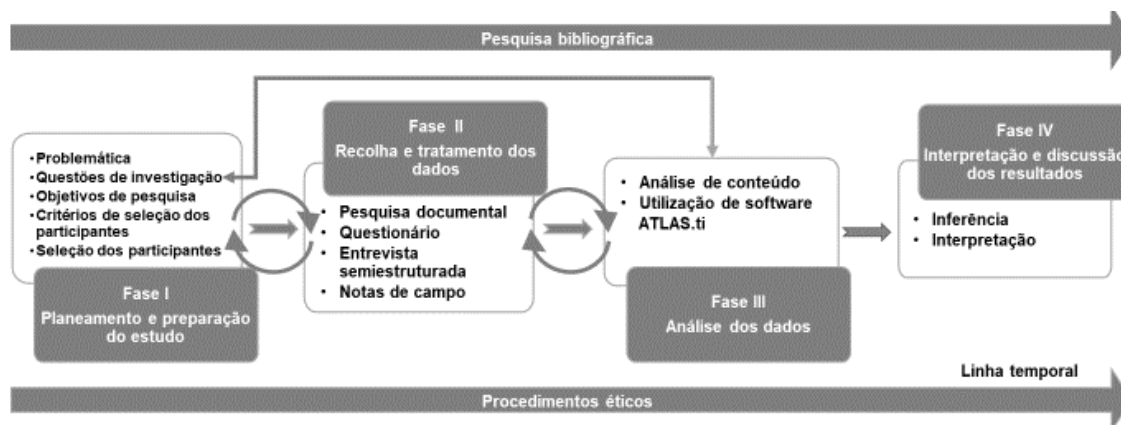 Pesquisa bibliográfica
•Problemática
•Questões de investigação
•Objetivos de pesquisa
•Critérios de seleção dos
participantes
•Seleção dos participantes
Fase I
Planeamento e preparação
do estudo
Fase II
Recolha e tratamento dos
dados
• Pesquisa documental
• Questionário
• Entrevista
semiestruturada
• Notas de campo
• Análise de conteúdo
• Utilização de software
ATLAS.ti
Fase III
Análise dos dados
Fase IV
Interpretação e discussão
dos resultados
• Inferência
• Interpretação
Linha temporal
Procedimentos éticos